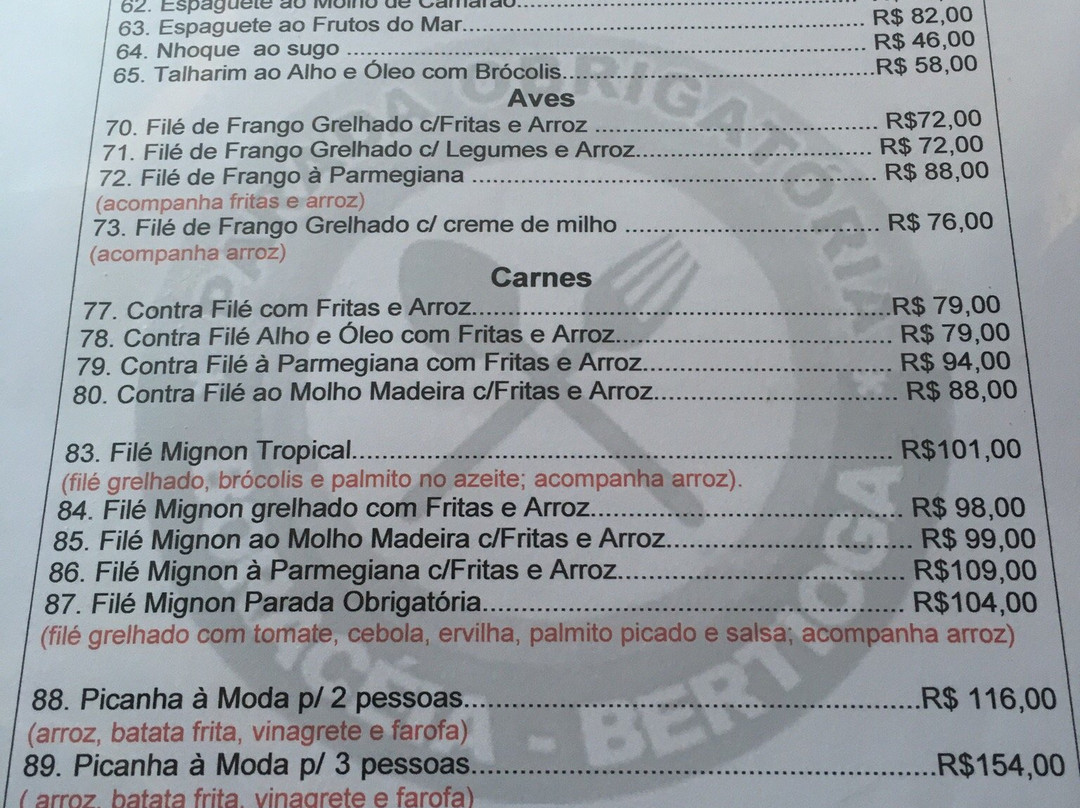 62. Espaguete ao Molho de Camarão...
63. Espaguete ao Frutos do Mar... R$ 82,00
64. Nhoque ao sugo ... R$ 46,00
65. Talharim ao Alho e Óleo com Brócolis... R$ 58,00
Aves
70. Filé de Frango Grelhado c/Fritas e Arroz ... R$72,00
71. Filé de Frango Grelhado c/ Legumes e Arroz... R$ 72,00
72. Filé de Frango à Parmegiana ... R$ 88,00
(acompanha fritas e arroz)
73. Filé de Frango Grelhado c/ creme de milho ... R$ 76,00
(acompanha arroz)
Carnes
77. Contra Filé com Fritas e Arroz... R$ 79,00
78. Contra Filé Alho e Óleo com Fritas e Arroz... R$ 79,00
79. Contra Filé à Parmegiana com Fritas e Arroz... R$ 94,00
80. Contra Filé ao Molho Madeira c/Fritas e Arroz... R$ 88,00
83. Filé Mignon Tropical... R$101,00
(filé grelhado, brócolis e palmito no azeite; acompanha arroz).
84. Filé Mignon grelhado com Fritas e Arroz... R$ 98,00
85. Filé Mignon ao Molho Madeira c/Fritas e Arroz... R$ 99,00
86. Filé Mignon à Parmegiana c/Fritas e Arroz... R$109,00
87. Filé Mignon Parada Obrigatória... R$104,00
(filé grelhado com tomate, cebola, ervilha, palmito picado e salsa; acompanha arroz)
88. Picanha à Moda p/ 2 pessoas... R$ 116,00
(arroz, batata frita, vinagrete e farofa)
89. Picanha à Moda p/ 3 pessoas... R$154,00
( arroz, batata frita, vinagrete e farofa)
PARADA OBRIGATÓRIA
BERTIOGA